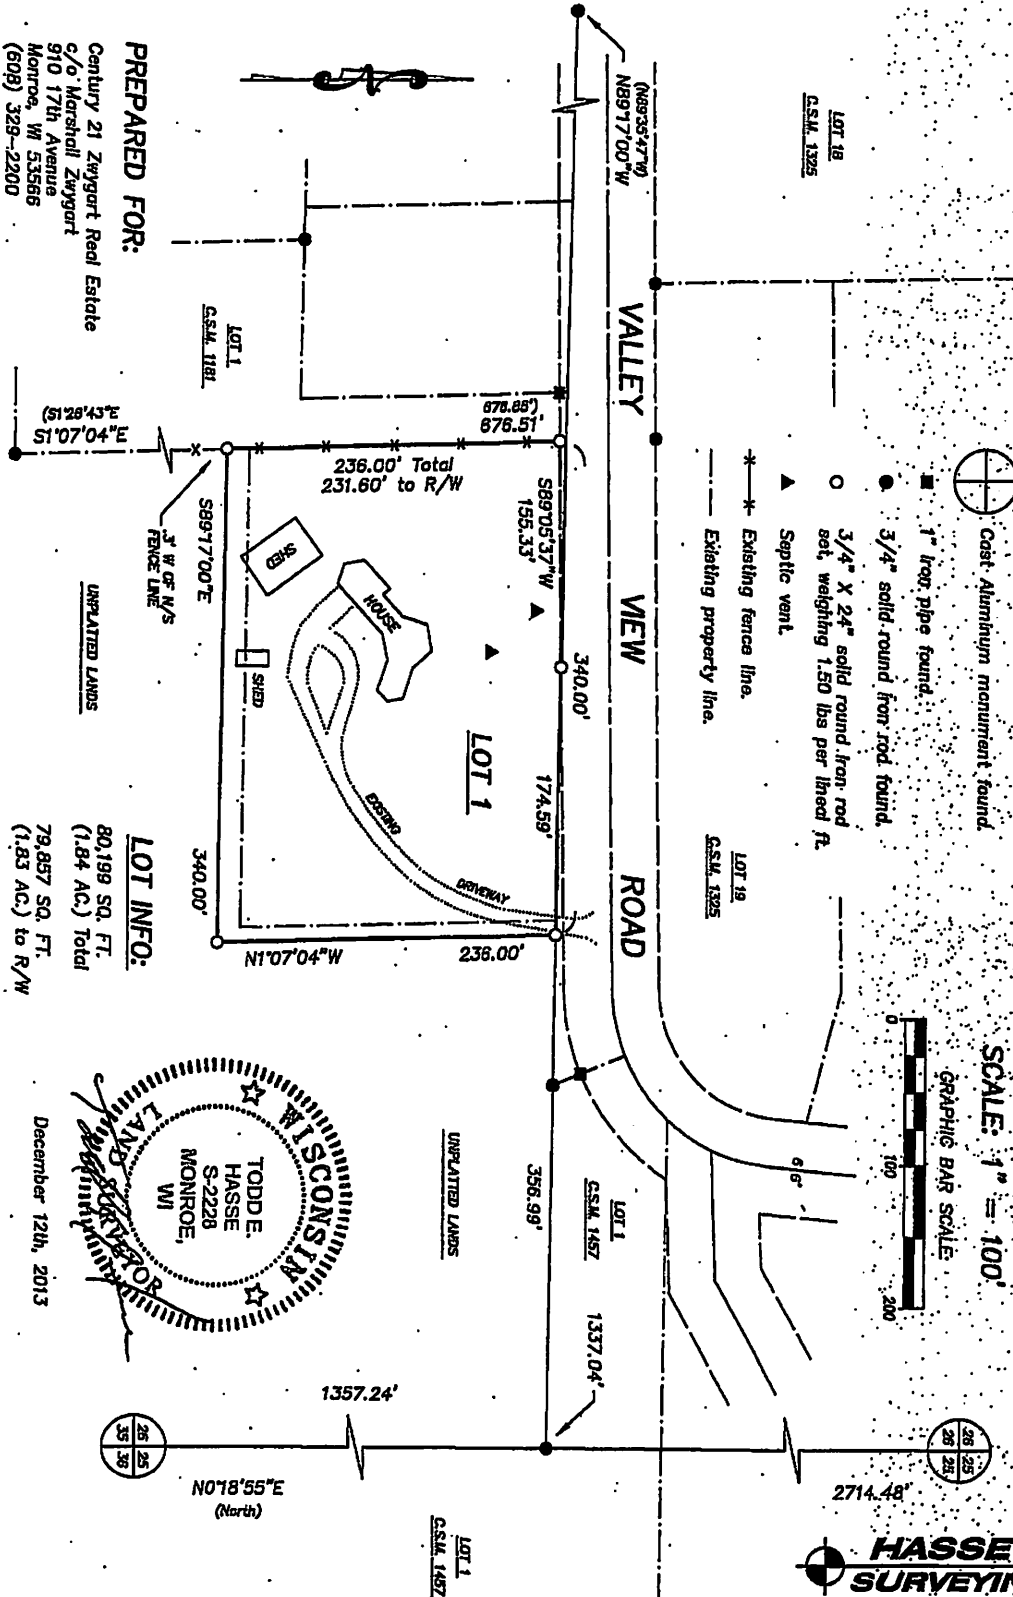 HASSE
SURVEYIN
SCALE: 1" = 100'
GRAPHIC BAR SCALE
0
100
200
Cast Aluminum monument found.
1" iron pipe found.
3/4" solid round iron rod found.
3/4" X 24" solid round iron rod
set, weighing 1.50 lbs per lineal ft.
Septic vent.
Existing fence line.
Existing property line.
LOT 18
C.S.M. 1325
LOT 19
C.S.M. 1325
66'
2714.48'
26 25
26 25
VALLEY VIEW ROAD
N89°17'00"W
340.00'
S89°05'37"W
155.33'
174.59'
356.99'
1337.04'
LOT 1
C.S.M. 1457
UNPLATTED LANDS
676.51'
236.00' Total
231.60' to R/W
LOT 1
HOUSE
SHED
SHED
EXISTING
DRIVEWAY
236.00'
N1°07'04"W
S89°17'00"E
340.00'
.3' W OF N/S
FENCE LINE
LOT 1
C.S.M. 1181
(S1°28'43"E
S1°07'04"E
UNPLATTED LANDS
1357.24'
N0°18'55"E
(North)
26 25
35 36
LOT 1
C.S.M. 1457
PREPARED FOR:
Century 21 Zwygart Real Estate
c/o Marshall Zwygart
910 17th Avenue
Monroe, WI 53566
(608) 329-2200
LOT INFO:
80,199 SQ. FT.
(1.84 AC.) Total
79,857 SQ. FT.
(1.83 AC.) to R/W
WISCONSIN
TODD E.
HASSE
S-2228
MONROE,
WI
LAND SURVEYOR
December 12th, 2013